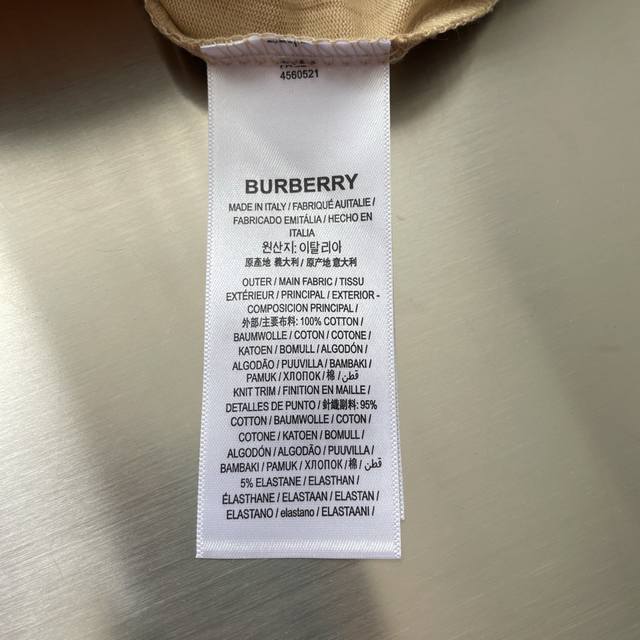 4560521
BURBERRY
MADE IN ITALY / FABRIQUÉ AUITALIE /
FABRICADO EMITÁLIA / HECHO EN
ITALIA
원산지: 이탈리아
原產地 義大利 / 原产地 意大利
OUTER / MAIN FABRIC / TISSU
EXTÉRIEUR / PRINCIPAL / EXTERIOR -
COMPOSICION PRINCIPAL /
外部/主要布料: 100% COTTON /
BAUMWOLLE / COTON / COTONE /
KATOEN / BOMULL / ALGODÓN /
ALGODÃO / PUUVILLA / BAMBAKI /
PAMUK / ХЛОПОК / 棉 / قطن /
KNIT TRIM / FINITION EN MAILLE /
DETALLES DE PUNTO / 針織副料: 95%
COTTON / BAUMWOLLE / COTON /
COTONE / KATOEN / BOMULL /
ALGODÓN / ALGODÃO / PUUVILLA /
BAMBAKI / PAMUK / ХЛОПОК / 棉 / قطن /
5% ELASTANE / ELASTHAN /
ÉLASTHANE / ELASTAAN / ELASTAN /
ELASTANO / elastano / ELASTAANI /